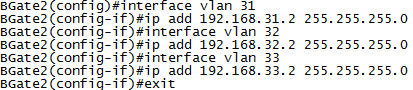 BGate2(config)#interface vlan 31
BGate2(config-if)#ip add 192.168.31.2 255.255.255.0
BGate2(config-if)#interface vlan 32
BGate2(config-if)#ip add 192.168.32.2 255.255.255.0
BGate2(config-if)#interface vlan 33
BGate2(config-if)#ip add 192.168.33.2 255.255.255.0
BGate2(config-if)#exit